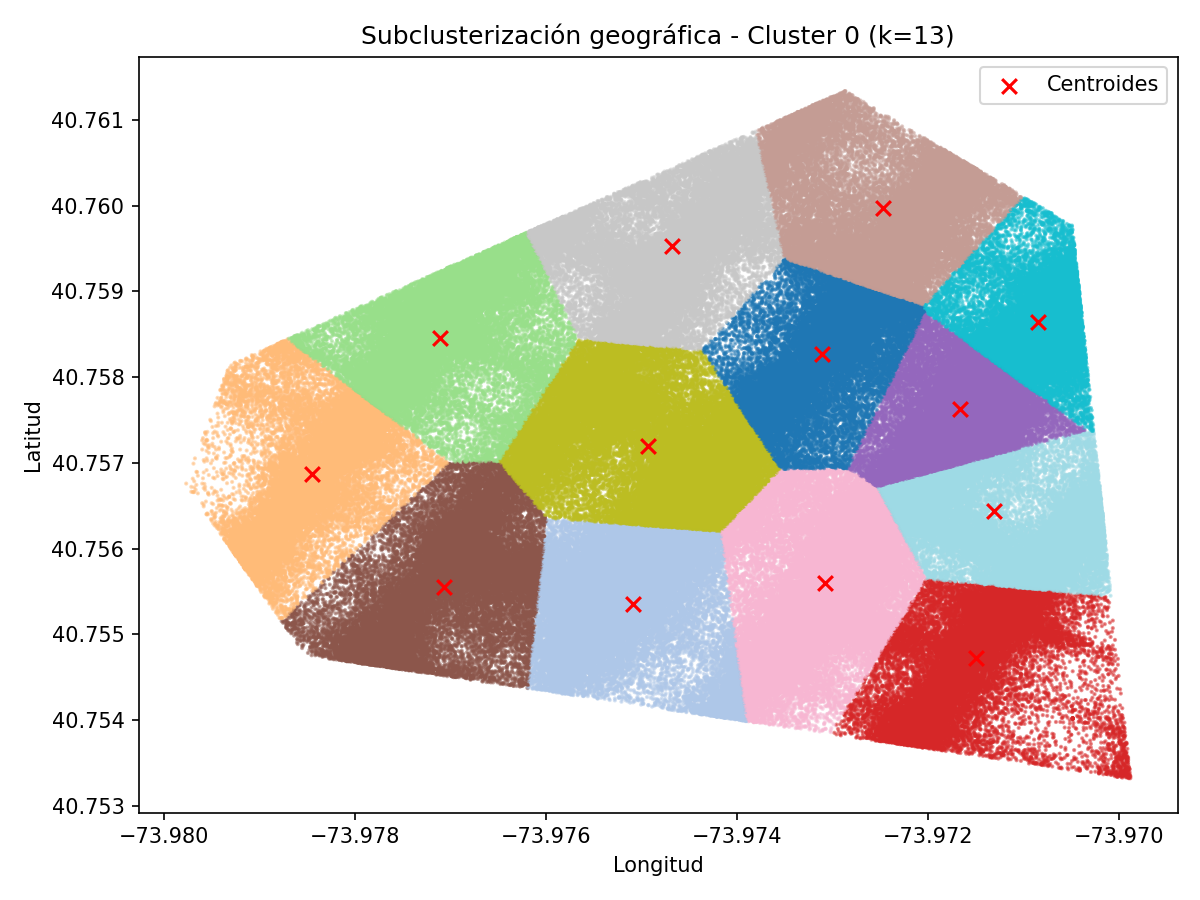 Subclusterización geográfica - Cluster 0 (k=13)
Centroides
40.761
40.760
40.759
40.758
40.757
40.756
40.755
40.754
40.753
Latitud
−73.980 −73.978 −73.976 −73.974 −73.972 −73.970
Longitud